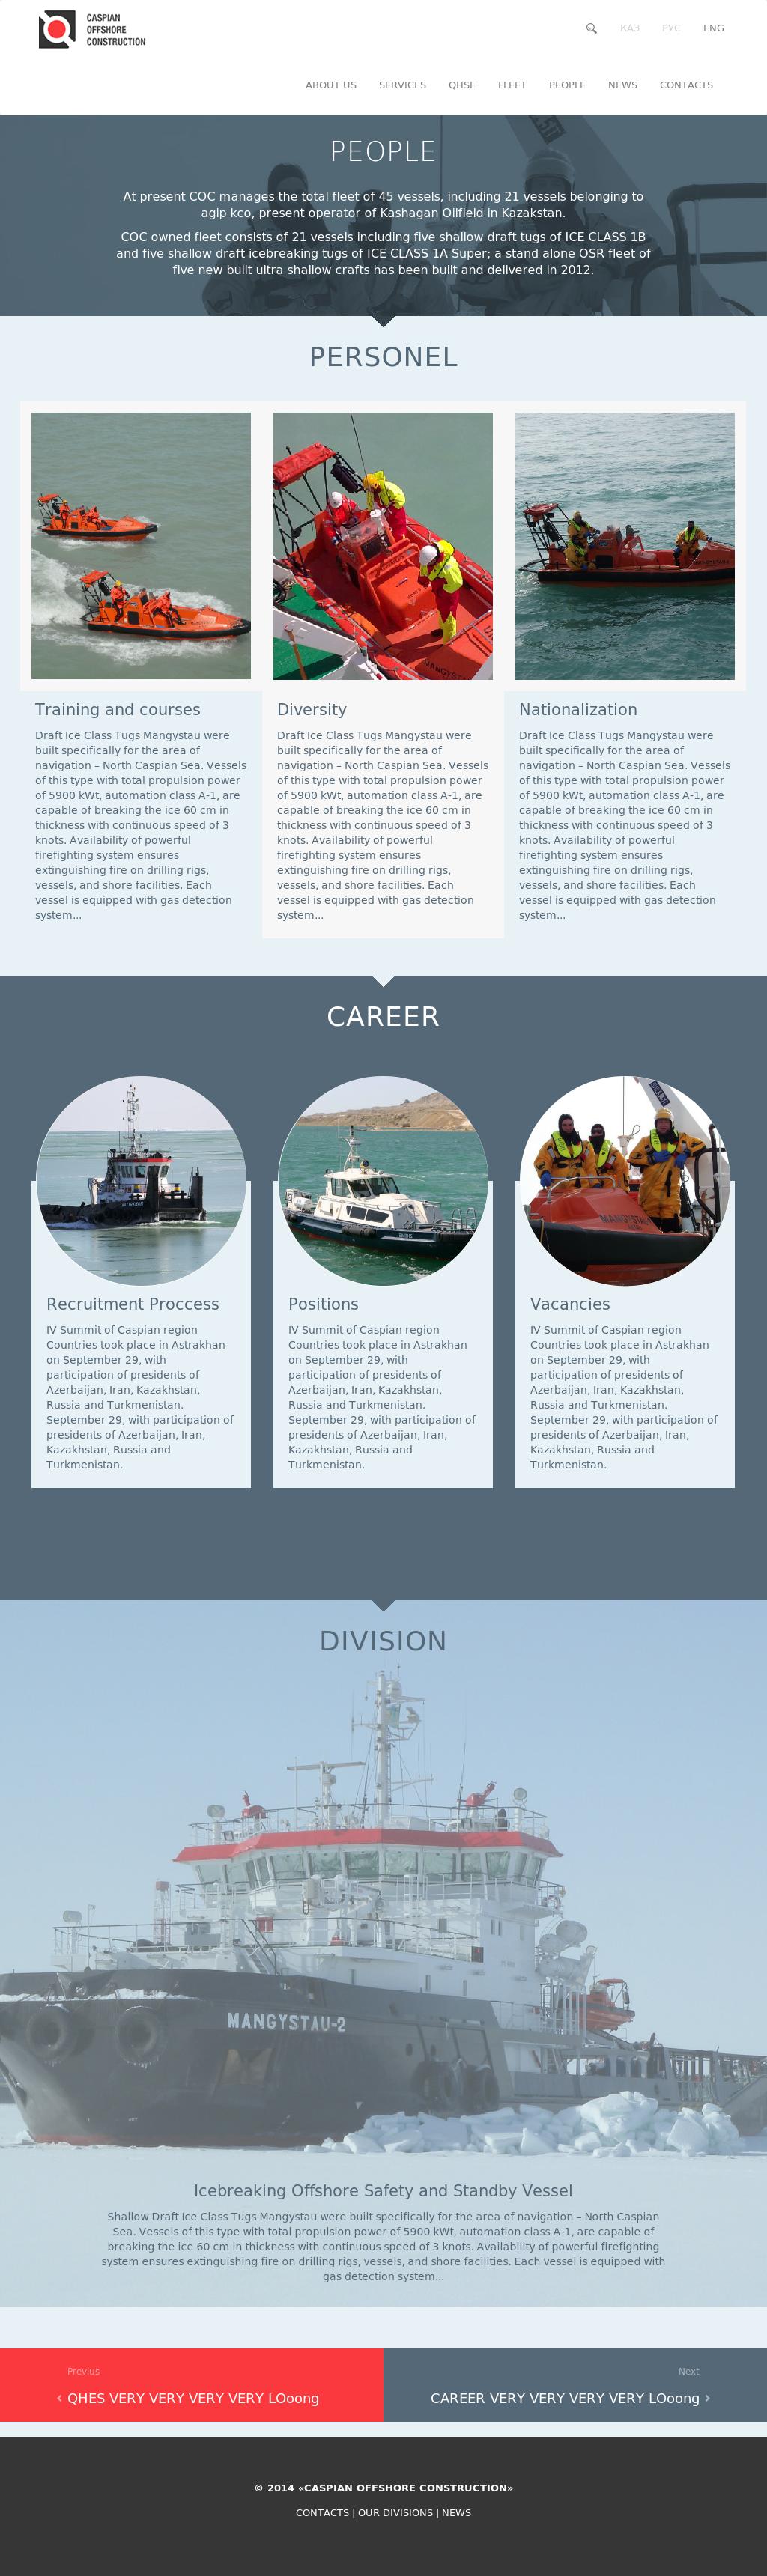 CASPIAN
OFFSHORE
CONSTRUCTION
КАЗ РУС ENG
ABOUT US SERVICES QHSE FLEET PEOPLE NEWS CONTACTS
PEOPLE
At present COC manages the total fleet of 45 vessels, including 21 vessels belonging to
agip kco, present operator of Kashagan Oilfield in Kazakstan.
COC owned fleet consists of 21 vessels including five shallow draft tugs of ICE CLASS 1B
and five shallow draft icebreaking tugs of ICE CLASS 1A Super; a stand alone OSR fleet of
five new built ultra shallow crafts has been built and delivered in 2012.
PERSONEL
Training and courses
Draft Ice Class Tugs Mangystau were
built specifically for the area of
navigation – North Caspian Sea. Vessels
of this type with total propulsion power
of 5900 kWt, automation class A-1, are
capable of breaking the ice 60 cm in
thickness with continuous speed of 3
knots. Availability of powerful
firefighting system ensures
extinguishing fire on drilling rigs,
vessels, and shore facilities. Each
vessel is equipped with gas detection
system...
Diversity
Draft Ice Class Tugs Mangystau were
built specifically for the area of
navigation – North Caspian Sea. Vessels
of this type with total propulsion power
of 5900 kWt, automation class A-1, are
capable of breaking the ice 60 cm in
thickness with continuous speed of 3
knots. Availability of powerful
firefighting system ensures
extinguishing fire on drilling rigs,
vessels, and shore facilities. Each
vessel is equipped with gas detection
system...
Nationalization
Draft Ice Class Tugs Mangystau were
built specifically for the area of
navigation – North Caspian Sea. Vessels
of this type with total propulsion power
of 5900 kWt, automation class A-1, are
capable of breaking the ice 60 cm in
thickness with continuous speed of 3
knots. Availability of powerful
firefighting system ensures
extinguishing fire on drilling rigs,
vessels, and shore facilities. Each
vessel is equipped with gas detection
system...
CAREER
Recruitment Proccess
IV Summit of Caspian region
Countries took place in Astrakhan
on September 29, with
participation of presidents of
Azerbaijan, Iran, Kazakhstan,
Russia and Turkmenistan.
September 29, with participation of
presidents of Azerbaijan, Iran,
Kazakhstan, Russia and
Turkmenistan.
Positions
IV Summit of Caspian region
Countries took place in Astrakhan
on September 29, with
participation of presidents of
Azerbaijan, Iran, Kazakhstan,
Russia and Turkmenistan.
September 29, with participation of
presidents of Azerbaijan, Iran,
Kazakhstan, Russia and
Turkmenistan.
Vacancies
IV Summit of Caspian region
Countries took place in Astrakhan
on September 29, with
participation of presidents of
Azerbaijan, Iran, Kazakhstan,
Russia and Turkmenistan.
September 29, with participation of
presidents of Azerbaijan, Iran,
Kazakhstan, Russia and
Turkmenistan.
DIVISION
MANGYSTAU-2
Icebreaking Offshore Safety and Standby Vessel
Shallow Draft Ice Class Tugs Mangystau were built specifically for the area of navigation – North Caspian
Sea. Vessels of this type with total propulsion power of 5900 kWt, automation class A-1, are capable of
breaking the ice 60 cm in thickness with continuous speed of 3 knots. Availability of powerful firefighting
system ensures extinguishing fire on drilling rigs, vessels, and shore facilities. Each vessel is equipped with
gas detection system...
Previus
‹ QHES VERY VERY VERY VERY LOoong
Next
CAREER VERY VERY VERY VERY LOoong ›
© 2014 «CASPIAN OFFSHORE CONSTRUCTION»
CONTACTS | OUR DIVISIONS | NEWS